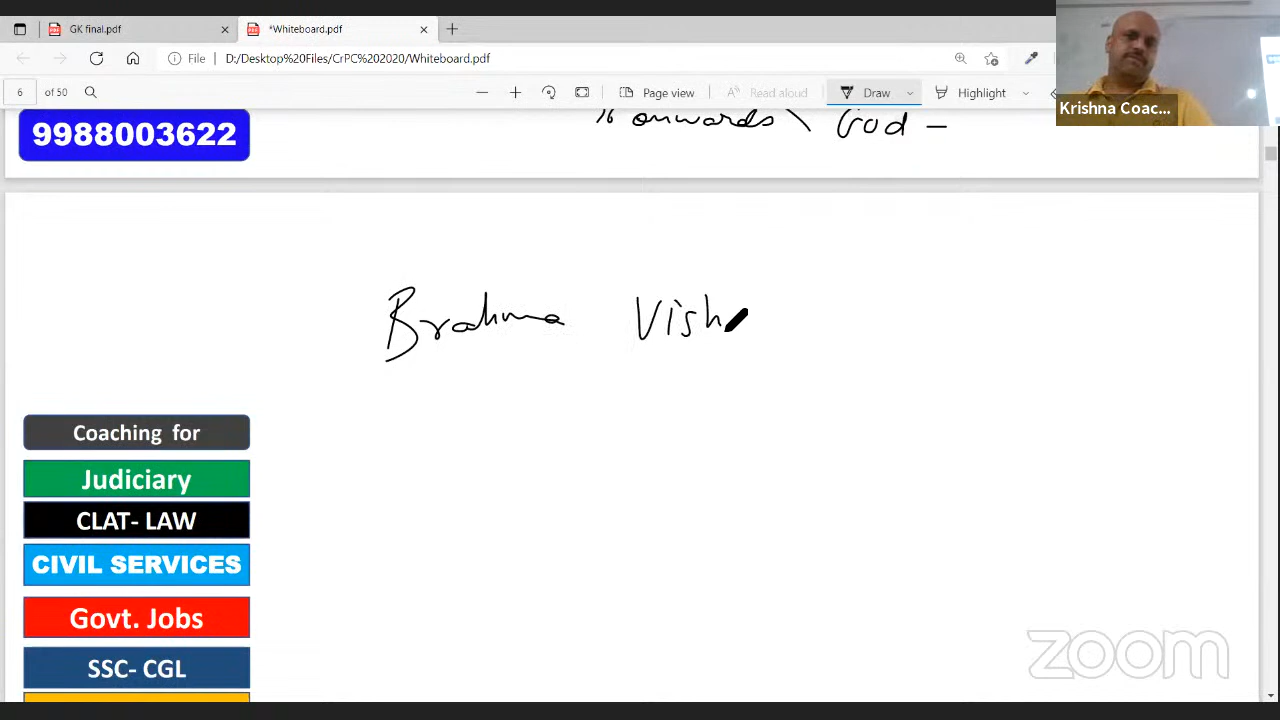 GK final.pdf
*Whiteboard.pdf
File D:/Desktop%20Files/CrPC%202020/Whiteboard.pdf
6 of 50
Page view
Read aloud
Draw
Highlight
Krishna Coac...
9988003622
onwards God –
Brahma Vish
Coaching for
Judiciary
CLAT- LAW
CIVIL SERVICES
Govt. Jobs
SSC- CGL
zoom